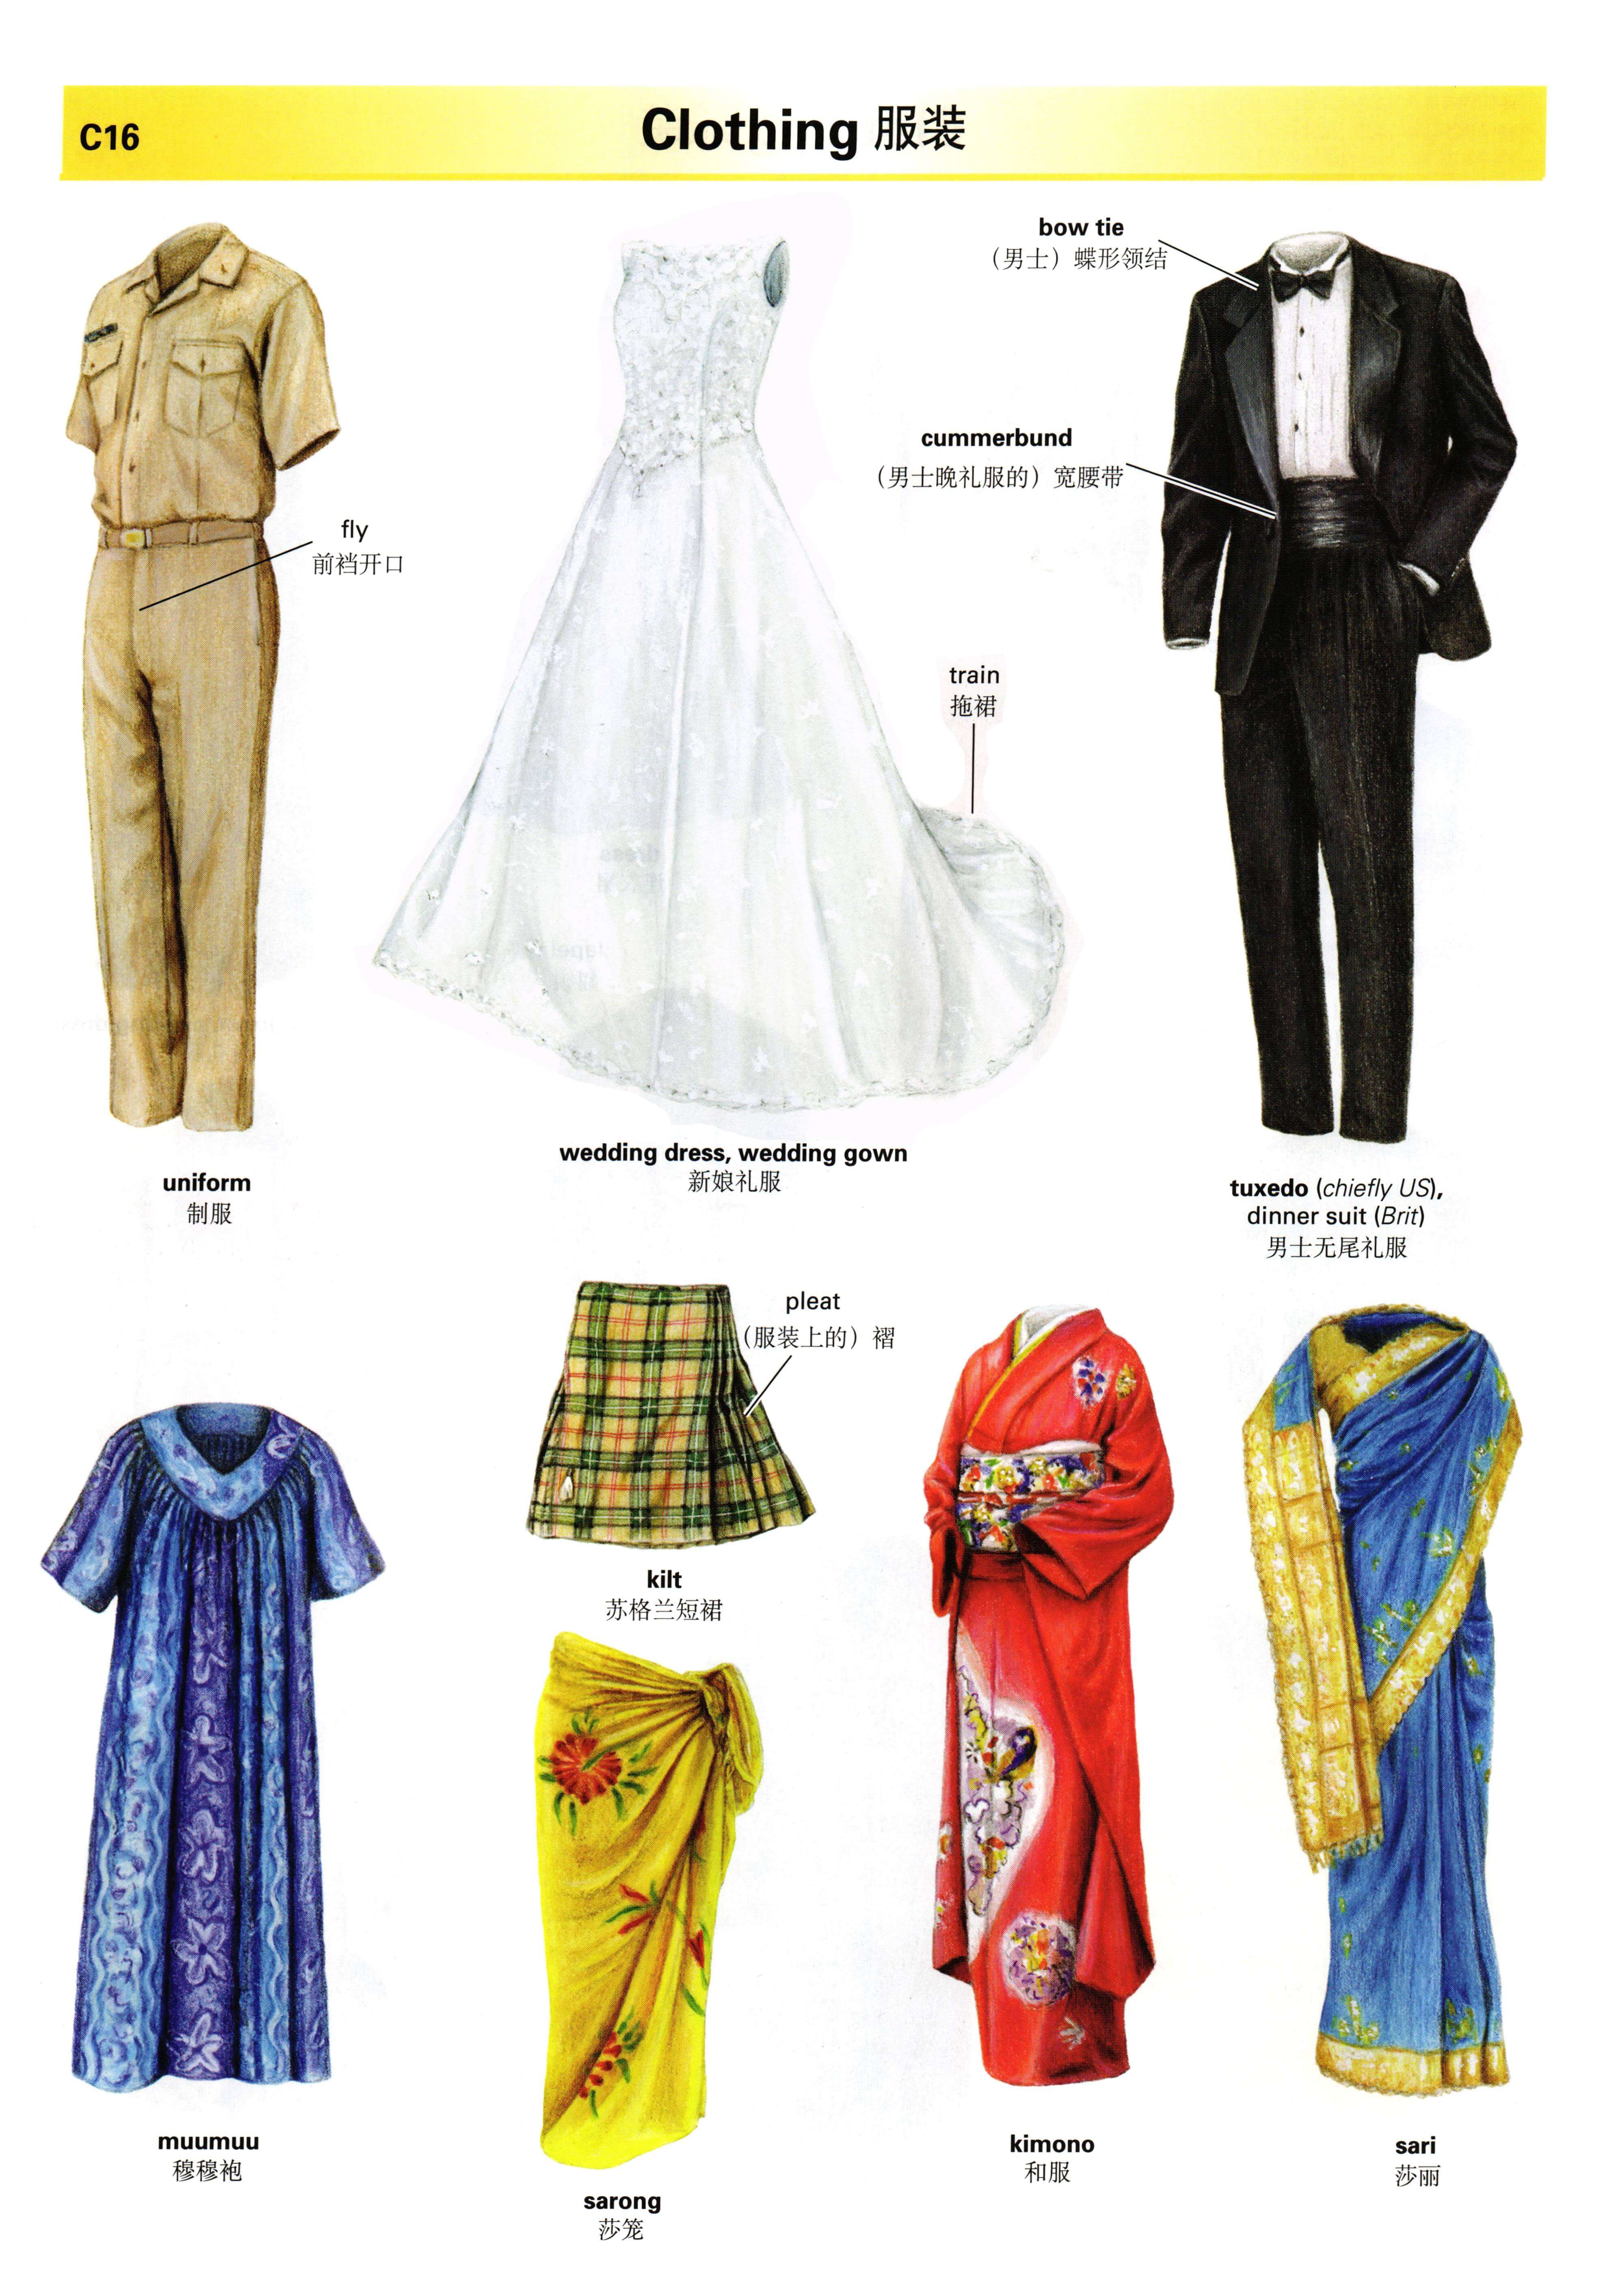 C16
Clothing 服装
bow tie
（男士）蝶形领结
cummerbund
（男士晚礼服的）宽腰带
fly
前裆开口
train
拖裙
uniform
制服
wedding dress, wedding gown
新娘礼服
tuxedo (chiefly US),
dinner suit (Brit)
男士无尾礼服
pleat
（服装上的）褶
kilt
苏格兰短裙
muumuu
穆穆袍
sarong
莎笼
kimono
和服
sari
莎丽